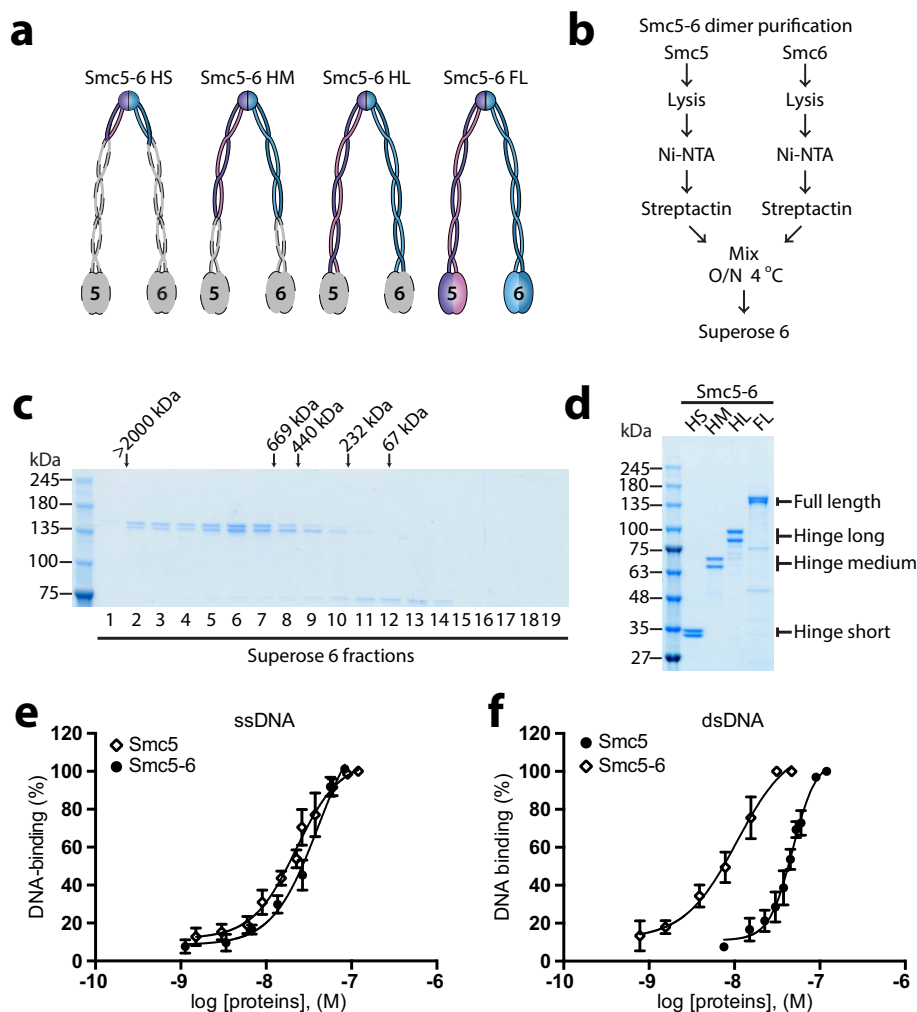 a
Smc5-6 HS Smc5-6 HM Smc5-6 HL Smc5-6 FL
5 6 5 6 5 6 5 6
b
Smc5-6 dimer purification
Smc5 Smc6
Lysis Lysis
Ni-NTA Ni-NTA
Streptactin Streptactin
Mix
O/N 4 °C
Superose 6
c
>2000 kDa 669 kDa 440 kDa 232 kDa 67 kDa
kDa
245
180
135
100
75
1 2 3 4 5 6 7 8 9 10 11 12 13 14 15 16 17 18 19
Superose 6 fractions
d
Smc5-6
HS HM HL FL
kDa
245
180
135
100
75
63
48
35
27
Full length
Hinge long
Hinge medium
Hinge short
e
ssDNA
Smc5
Smc5-6
DNA-binding (%)
120
100
80
60
40
20
0
-10 -9 -8 -7 -6
log [proteins], (M)
f
dsDNA
Smc5
Smc5-6
DNA binding (%)
120
100
80
60
40
20
0
-10 -9 -8 -7 -6
log [proteins], (M)